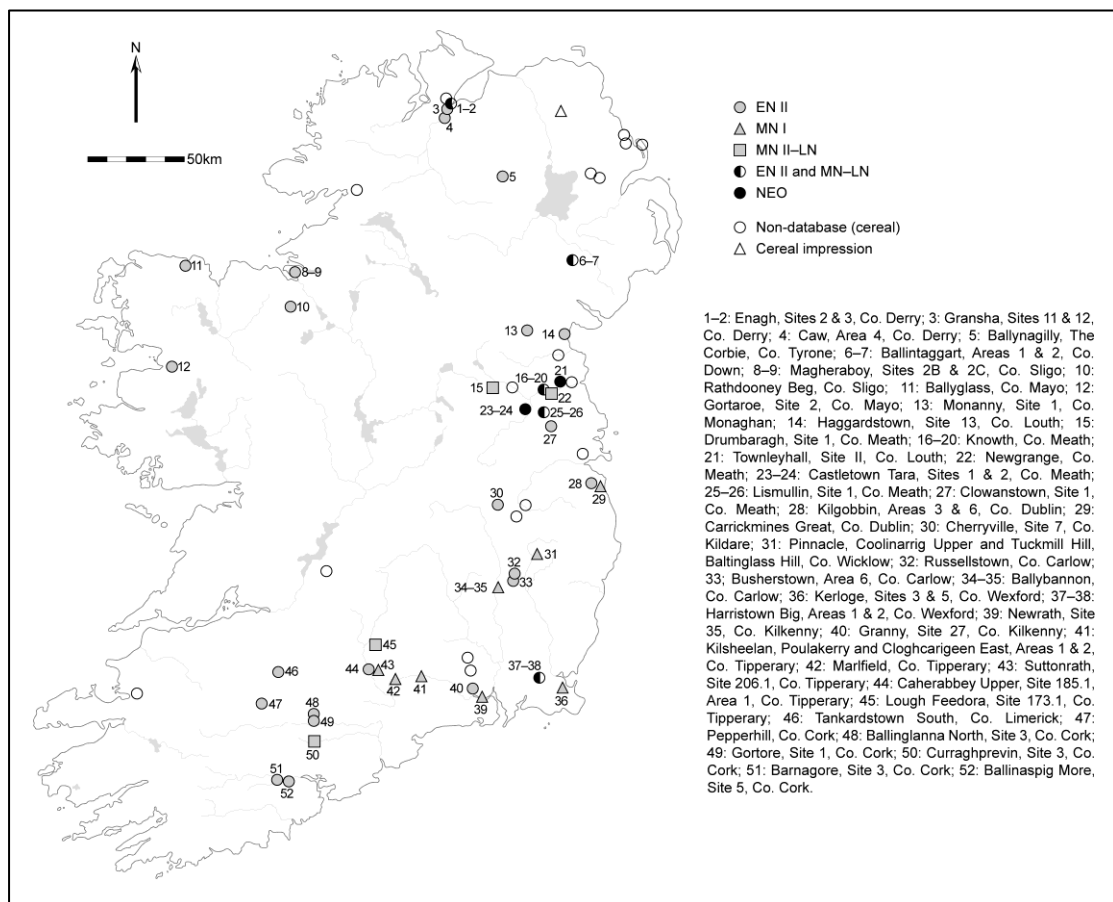 N
50km
3
1–2
4
5
6–7
8–9
10
11
12
13
14
15
16–20
21
22
23–24
25–26
27
28
29
30
31
32
33
34–35
36
37–38
39
40
41
42
43
44
45
46
47
48
49
50
51
52
EN II
MN I
MN II–LN
EN II and MN–LN
NEO
Non-database (cereal)
Cereal impression
1–2: Enagh, Sites 2 & 3, Co. Derry; 3: Gransha, Sites 11 & 12,
Co. Derry; 4: Caw, Area 4, Co. Derry; 5: Ballynagilly, The
Corbie, Co. Tyrone; 6–7: Ballintaggart, Areas 1 & 2, Co.
Down; 8–9: Magheraboy, Sites 2B & 2C, Co. Sligo; 10:
Rathdooney Beg, Co. Sligo; 11: Ballyglass, Co. Mayo; 12:
Gortaroe, Site 2, Co. Mayo; 13: Monanny, Site 1, Co.
Monaghan; 14: Haggardstown, Site 13, Co. Louth; 15:
Drumbaragh, Site 1, Co. Meath; 16–20: Knowth, Co. Meath;
21: Townleyhall, Site II, Co. Louth; 22: Newgrange, Co.
Meath; 23–24: Castletown Tara, Sites 1 & 2, Co. Meath;
25–26: Lismullin, Site 1, Co. Meath; 27: Clowanstown, Site 1,
Co. Meath; 28: Kilgobbin, Areas 3 & 6, Co. Dublin; 29:
Carrickmines Great, Co. Dublin; 30: Cherryville, Site 7, Co.
Kildare; 31: Pinnacle, Coolinarrig Upper and Tuckmill Hill,
Baltinglass Hill, Co. Wicklow; 32: Russellstown, Co. Carlow;
33; Busherstown, Area 6, Co. Carlow; 34–35: Ballybannon,
Co. Carlow; 36: Kerloge, Sites 3 & 5, Co. Wexford; 37–38:
Harristown Big, Areas 1 & 2, Co. Wexford; 39: Newrath, Site
35, Co. Kilkenny; 40: Granny, Site 27, Co. Kilkenny; 41:
Kilsheelan, Poulakerry and Cloghcarigeen East, Areas 1 & 2,
Co. Tipperary; 42: Marlfield, Co. Tipperary; 43: Suttonrath,
Site 206.1, Co. Tipperary; 44: Caherabbey Upper, Site 185.1,
Area 1, Co. Tipperary; 45: Lough Feedora, Site 173.1, Co.
Tipperary; 46: Tankardstown South, Co. Limerick; 47:
Pepperhill, Co. Cork; 48: Ballinglanna North, Site 3, Co. Cork;
49: Gortore, Site 1, Co. Cork; 50: Curraghprevin, Site 3, Co.
Cork; 51: Barnagore, Site 3, Co. Cork; 52: Ballinaspig More,
Site 5, Co. Cork.